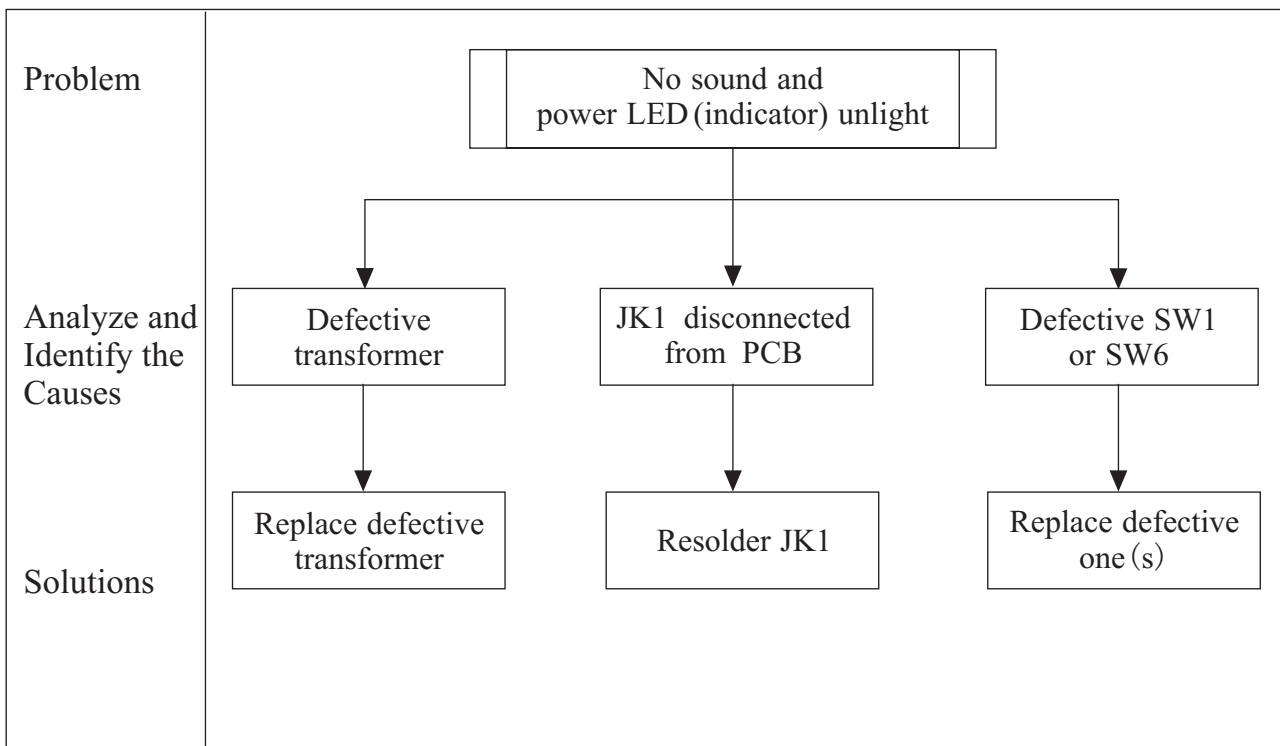 Problem
No sound and
power LED (indicator) unlight
Analyze and
Identify the
Causes
Defective
transformer
JK1 disconnected
from PCB
Defective SW1
or SW6
Solutions
Replace defective
transformer
Resolder JK1
Replace defective
one (s)